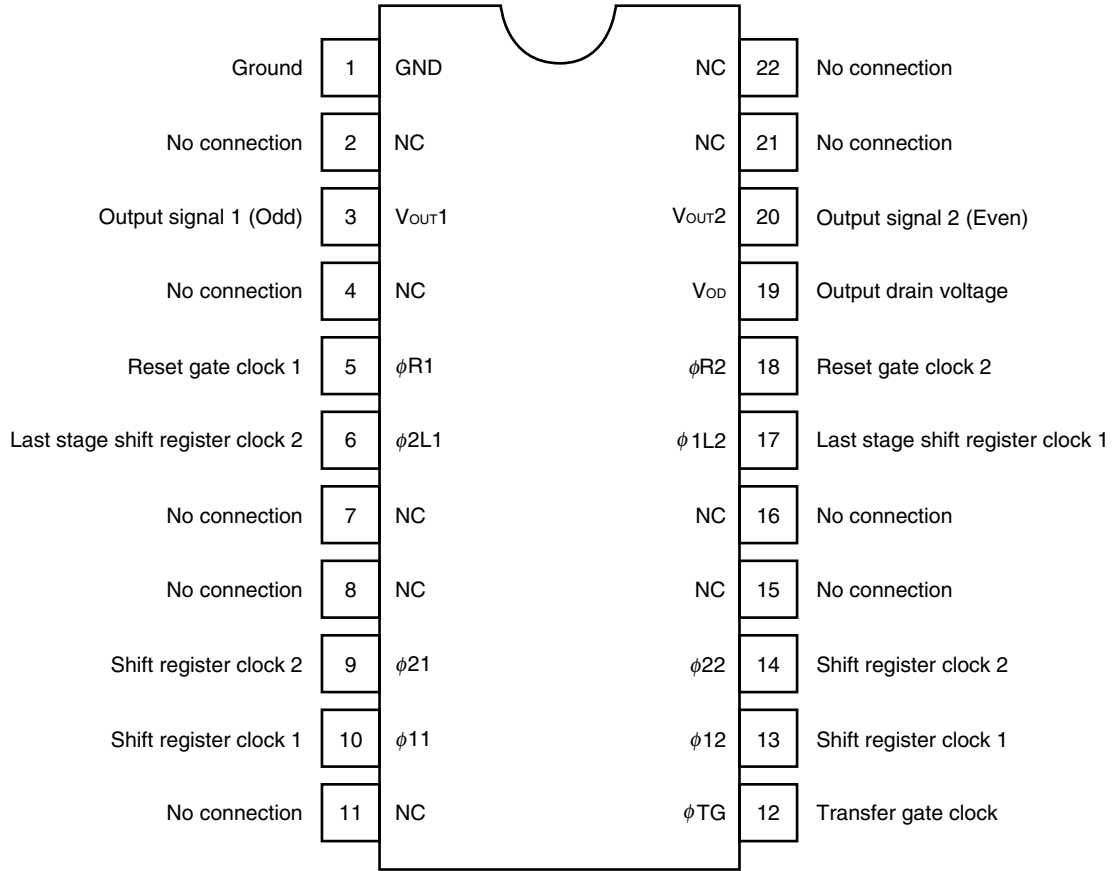 Ground 1 GND NC 22 No connection
No connection 2 NC NC 21 No connection
Output signal 1 (Odd) 3 VOUT1 VOUT2 20 Output signal 2 (Even)
No connection 4 NC VOD 19 Output drain voltage
Reset gate clock 1 5 ϕR1 ϕR2 18 Reset gate clock 2
Last stage shift register clock 2 6 ϕ2L1 ϕ1L2 17 Last stage shift register clock 1
No connection 7 NC NC 16 No connection
No connection 8 NC NC 15 No connection
Shift register clock 2 9 ϕ21 ϕ22 14 Shift register clock 2
Shift register clock 1 10 ϕ11 ϕ12 13 Shift register clock 1
No connection 11 NC ϕTG 12 Transfer gate clock